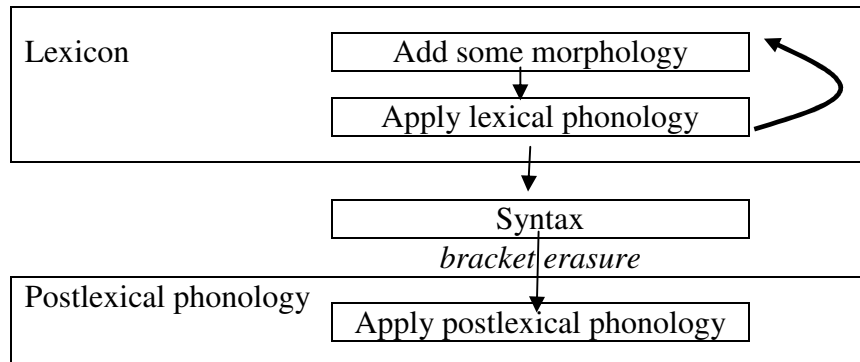 Lexicon
Add some morphology
Apply lexical phonology
Syntax
bracket erasure
Postlexical phonology
Apply postlexical phonology